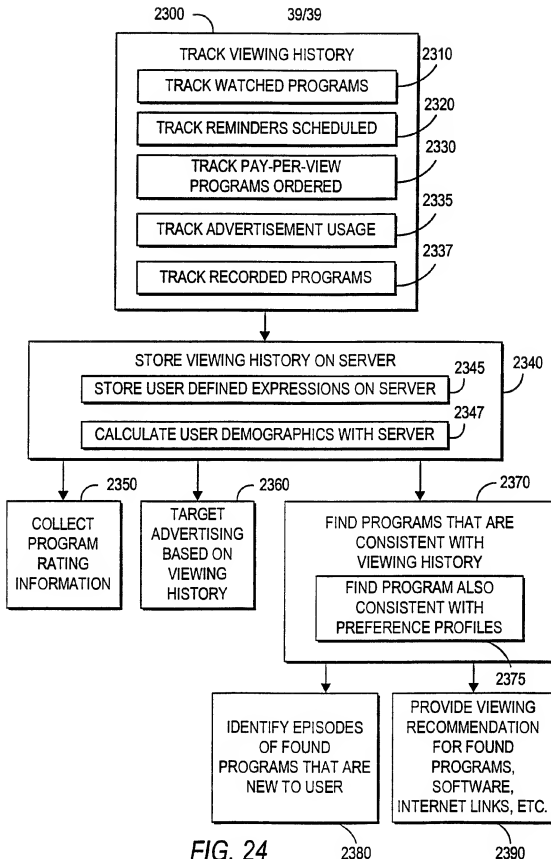 2300
39/39
TRACK VIEWING HISTORY
2310
TRACK WATCHED PROGRAMS
2320
TRACK REMINDERS SCHEDULED
2330
TRACK PAY-PER-VIEW
PROGRAMS ORDERED
2335
TRACK ADVERTISEMENT USAGE
2337
TRACK RECORDED PROGRAMS
STORE VIEWING HISTORY ON SERVER
2345
2340
STORE USER DEFINED EXPRESSIONS ON SERVER
2347
CALCULATE USER DEMOGRAPHICS WITH SERVER
2350
COLLECT
PROGRAM
RATING
INFORMATION
2360
TARGET
ADVERTISING
BASED ON
VIEWING
HISTORY
2370
FIND PROGRAMS THAT ARE
CONSISTENT WITH
VIEWING HISTORY
FIND PROGRAM ALSO
CONSISTENT WITH
PREFERENCE PROFILES
2375
IDENTIFY EPISODES
OF FOUND
PROGRAMS THAT ARE
NEW TO USER
2380
PROVIDE VIEWING
RECOMMENDATION
FOR FOUND
PROGRAMS,
SOFTWARE,
INTERNET LINKS, ETC.
2390
FIG. 24